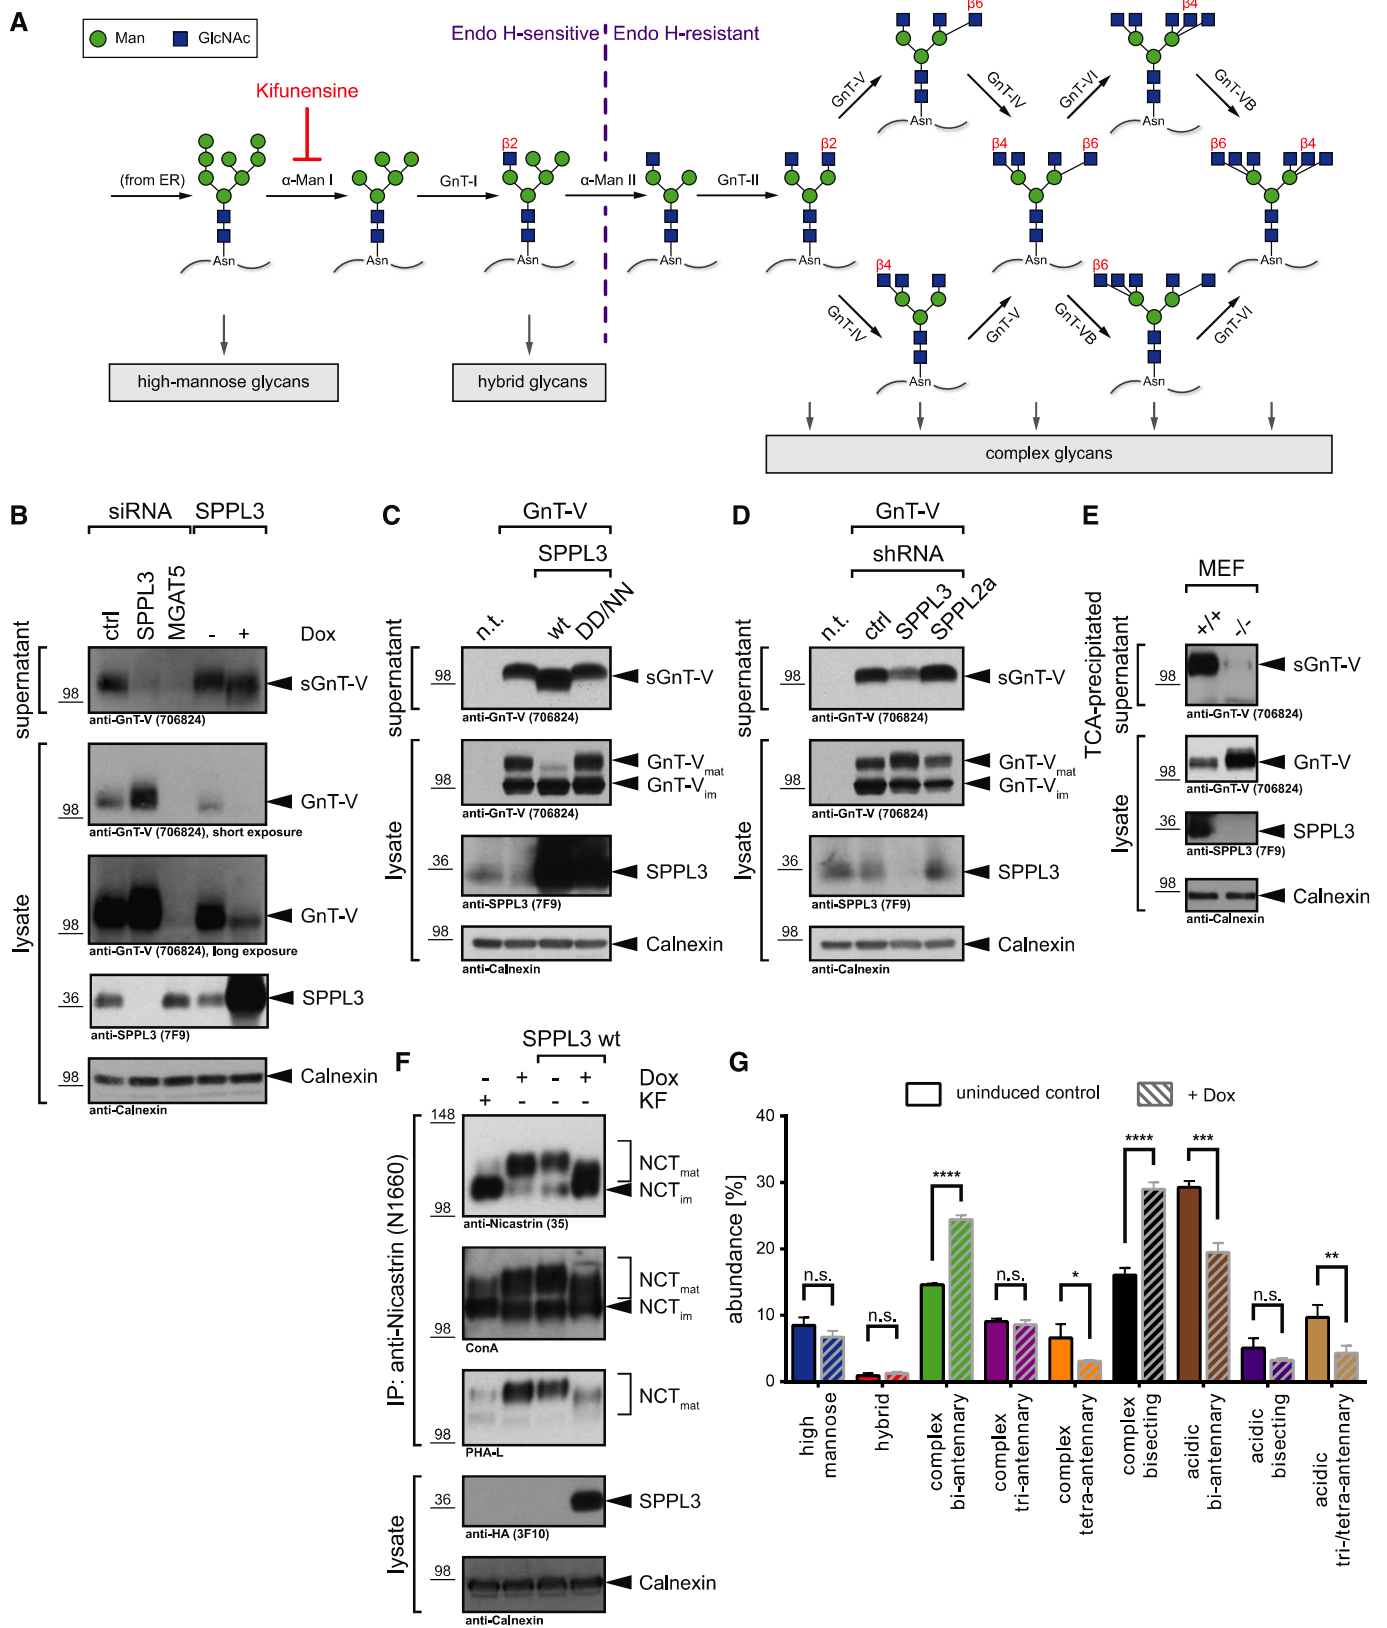 A
Man
GlcNAc
Endo H-sensitive
Endo H-resistant
Kifunensine
(from ER)
α-Man I
GnT-I
β2
α-Man II
GnT-II
β2
GnT-V
β6
GnT-IV
GnT-VI
β4
GnT-VB
β4
β6
β6
β4
GnT-IV
β4
GnT-V
GnT-VB
β6
GnT-VI
Asn
Asn
Asn
Asn
Asn
Asn
Asn
Asn
Asn
Asn
Asn
high-mannose glycans
hybrid glycans
complex glycans
B
siRNA
SPPL3
ctrl
SPPL3
MGAT5
-
+
Dox
supernatant
98
sGnT-V
anti-GnT-V (706824)
lysate
98
GnT-V
anti-GnT-V (706824), short exposure
98
GnT-V
anti-GnT-V (706824), long exposure
36
SPPL3
anti-SPPL3 (7F9)
98
Calnexin
anti-Calnexin
C
GnT-V
SPPL3
n.t.
wt
DD/NN
supernatant
98
sGnT-V
anti-GnT-V (706824)
lysate
98
GnT-Vmat
GnT-Vim
anti-GnT-V (706824)
36
SPPL3
anti-SPPL3 (7F9)
98
Calnexin
anti-Calnexin
D
GnT-V
shRNA
n.t.
ctrl
SPPL3
SPPL2a
supernatant
98
sGnT-V
anti-GnT-V (706824)
lysate
98
GnT-Vmat
GnT-Vim
anti-GnT-V (706824)
36
SPPL3
anti-SPPL3 (7F9)
98
Calnexin
anti-Calnexin
E
MEF
+/+
-/-
TCA-precipitated
supernatant
98
sGnT-V
anti-GnT-V (706824)
lysate
98
GnT-V
anti-GnT-V (706824)
36
SPPL3
anti-SPPL3 (7F9)
98
Calnexin
anti-Calnexin
F
SPPL3 wt
- + - + Dox
+ - - - KF
IP: anti-Nicastrin (N1660)
148
NCTmat
NCTim
98
anti-Nicastrin (35)
NCTmat
NCTim
98
ConA
NCTmat
98
PHA-L
lysate
36
SPPL3
anti-HA (3F10)
98
Calnexin
anti-Calnexin
G
uninduced control
+ Dox
abundance [%]
40
30
20
10
0
n.s.
n.s.
****
n.s.
*
****
***
n.s.
**
high
mannose
hybrid
complex
bi-antennary
complex
tri-antennary
complex
tetra-antennary
complex
bisecting
acidic
bi-antennary
acidic
bisecting
acidic
tri-/tetra-antennary